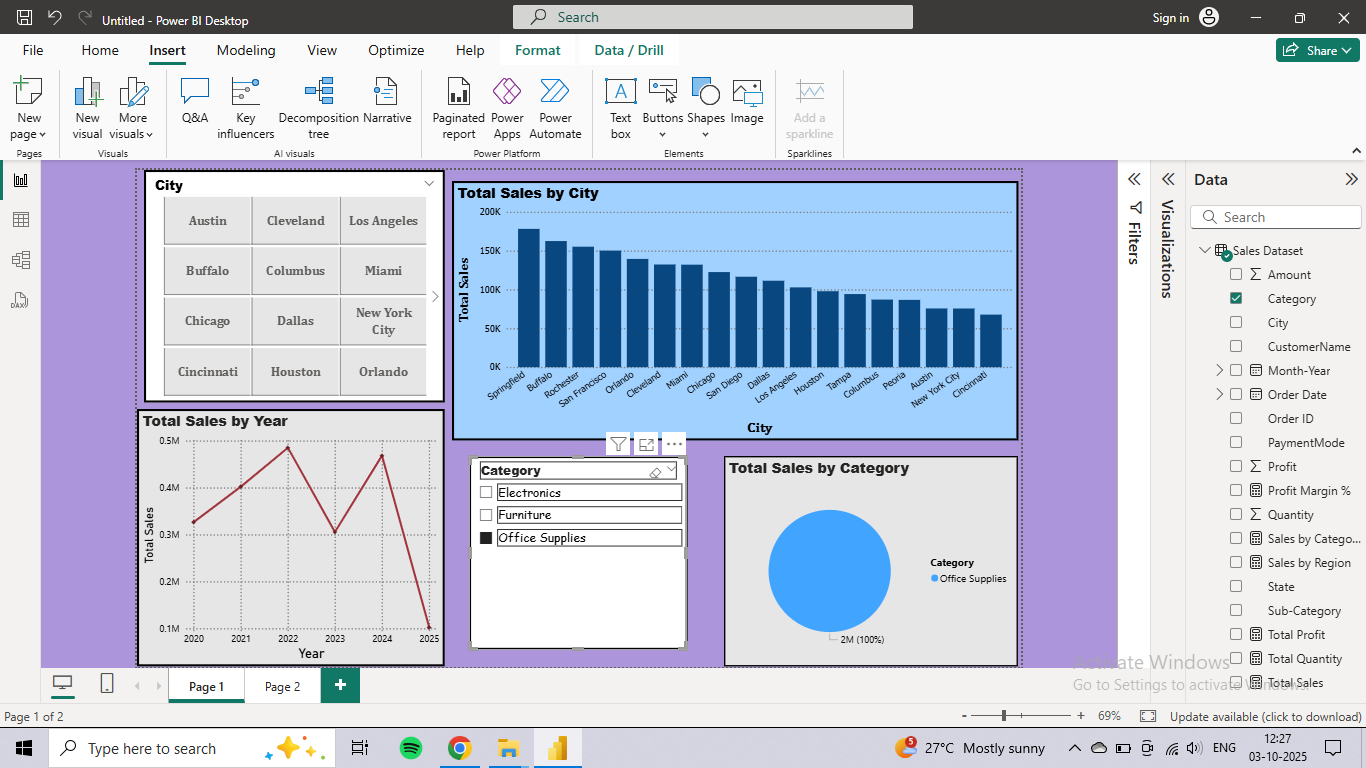 Untitled - Power BI Desktop
Search
Sign in
File Home Insert Modeling View Optimize Help Format Data / Drill
Share
New page
New visual
More visuals
Q&A
Key influencers
Decomposition tree
Narrative
Paginated report
Power Apps
Power Automate
Text box
Buttons
Shapes
Image
Add a sparkline
Pages
Visuals
AI visuals
Power Platform
Elements
Sparklines
City
Austin Cleveland Los Angeles
Buffalo Columbus Miami
Chicago Dallas New York City
Cincinnati Houston Orlando
Total Sales by City
200K
150K
100K
50K
0K
Total Sales
Springfield Buffalo Rochester San Francisco Orlando Cleveland Miami Chicago San Diego Dallas Los Angeles Houston Tampa Columbus Peoria Austin New York City Cincinnati
City
Total Sales by Year
0.5M
0.4M
0.3M
0.2M
0.1M
Total Sales
2020 2021 2022 2023 2024 2025
Year
Category
Electronics
Furniture
Office Supplies
Total Sales by Category
Category
Office Supplies
2M (100%)
Filters
Visualizations
Data
Search
Sales Dataset
Amount
Category
City
CustomerName
Month-Year
Order Date
Order ID
PaymentMode
Profit
Profit Margin %
Quantity
Sales by Catego...
Sales by Region
State
Sub-Category
Total Profit
Total Quantity
Total Sales
Activate Windows
Go to Settings to activate Windows.
Page 1
Page 2
+
Page 1 of 2
- + 69%
Update available (click to download)
Type here to search
5
27°C Mostly sunny
ENG
12:27
03-10-2025